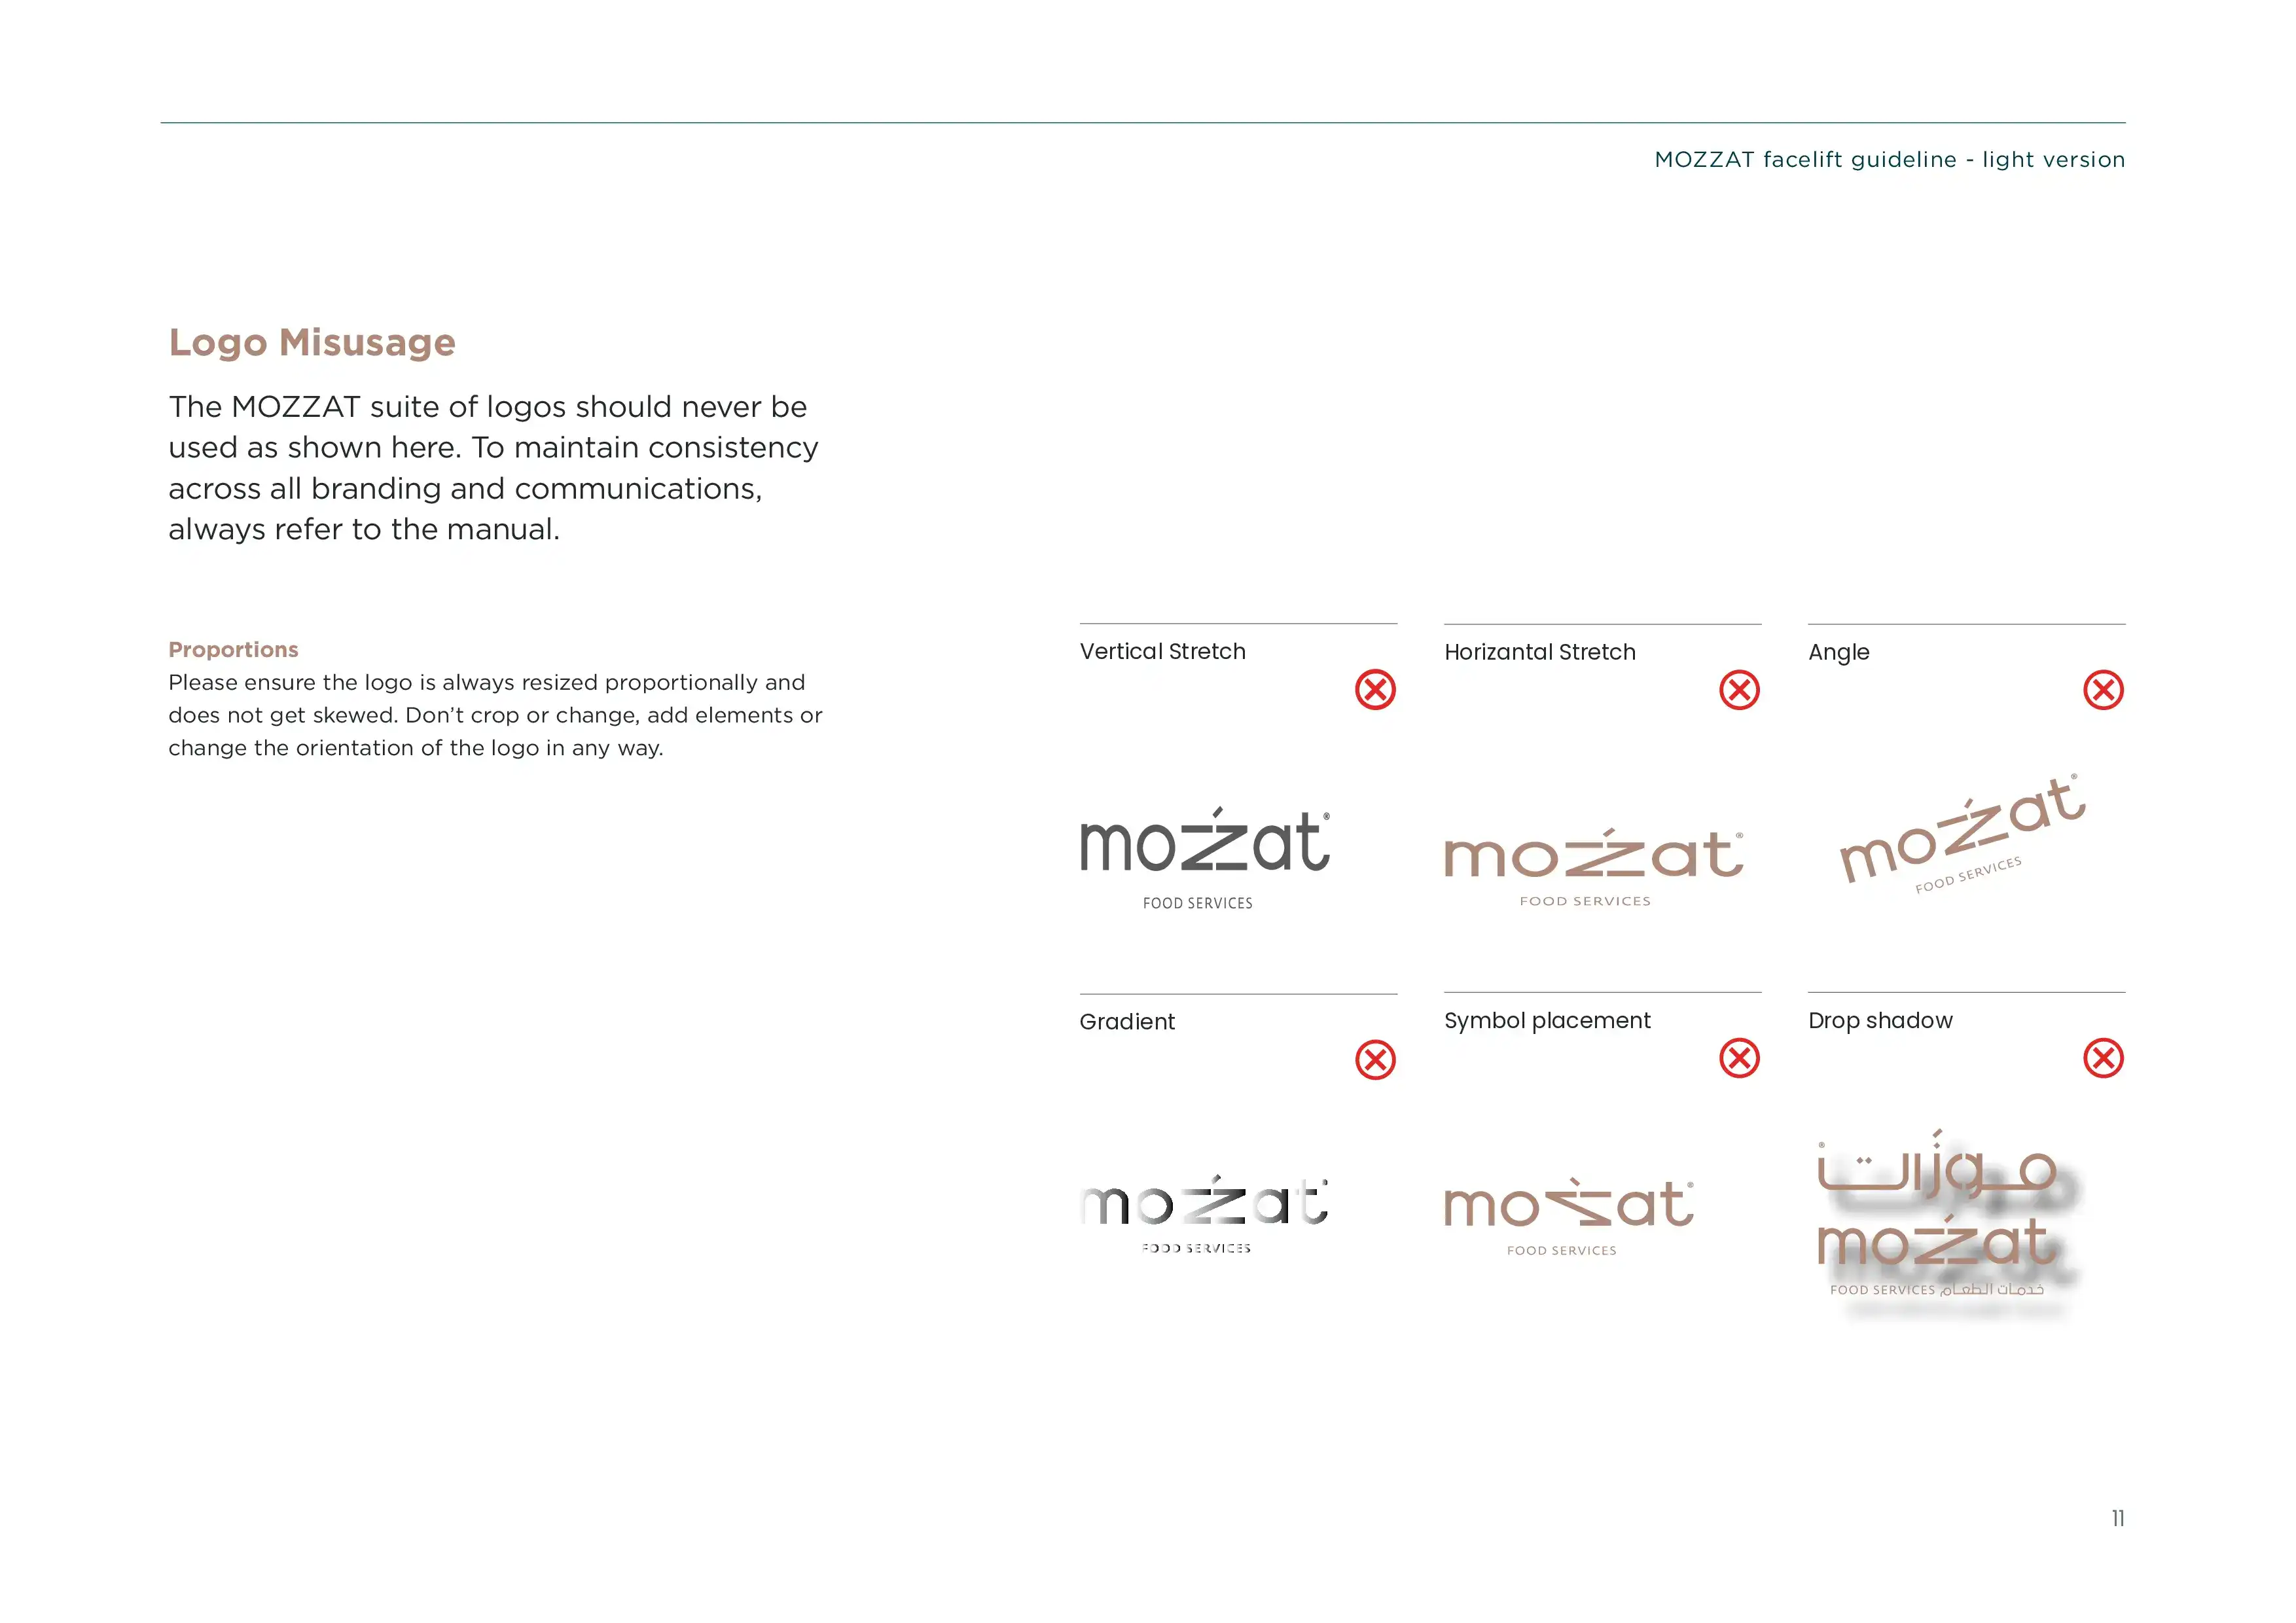 MOZZAT facelift guideline - light version
Logo Misusage
The MOZZAT suite of logos should never be
used as shown here. To maintain consistency
across all branding and communications,
always refer to the manual.
Proportions
Please ensure the logo is always resized proportionally and
does not get skewed. Don’t crop or change, add elements or
change the orientation of the logo in any way.
Vertical Stretch
mozzat®
FOOD SERVICES
Horizantal Stretch
mozzat®
FOOD SERVICES
Angle
mozzat®
FOOD SERVICES
Gradient
mozzat®
FOOD SERVICES
Symbol placement
mozzat®
FOOD SERVICES
Drop shadow
موزات®
mozzat
FOOD SERVICES خدمات الطعام
11